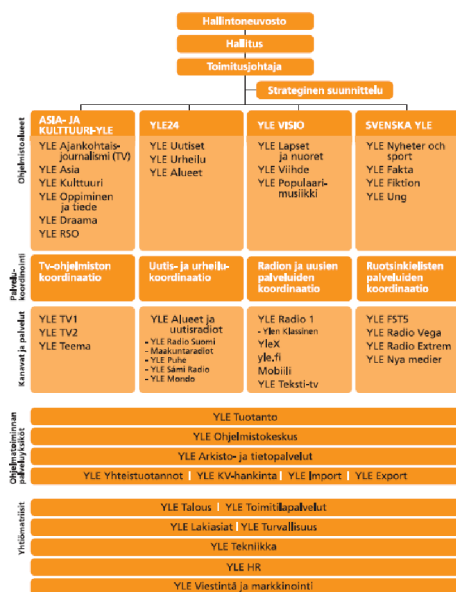 Hallintoneuvosto
Hallitus
Toimitusjohtaja
Strateginen suunnittelu
Ohjelmistoalueet
ASIA- JA
KULTTUURI-YLE
YLE Ajankohtais-
journalismi (TV)
YLE Asia
YLE Kulttuuri
YLE Oppiminen
ja tiede
YLE Draama
YLE RSO
YLE24
YLE Uutiset
YLE Urheilu
YLE Alueet
YLE VISIO
YLE Lapset
ja nuoret
YLE Viihde
YLE Populaari-
musiikki
SVENSKA YLE
YLE Nyheter och
sport
YLE Fakta
YLE Fiktion
YLE Ung
Palvelu-
koordinointi
Tv-ohjelmiston
koordinaatio
Uutis- ja urheilu-
koordinaatio
Radion ja uusien
palveluiden
koordinaatio
Ruotsinkielisten
palveluiden
koordinaatio
Kanavat ja palvelut
YLE TV1
YLE TV2
YLE Teema
YLE Alueet ja
uutisradiot
- YLE Radio Suomi
- Maakuntaradiot
- YLE Puhe
- YLE Sámi Radio
- YLE Mondo
YLE Radio 1
- Ylen Klassinen
YleX
yle.fi
Mobiili
YLE Teksti-tv
YLE FST5
YLE Radio Vega
YLE Radio Extrem
YLE Nya medier
Ohjelmatoiminnan
palveluyksiköt
YLE Tuotanto
YLE Ohjelmistokeskus
YLE Arkisto- ja tietopalvelut
YLE Yhteistuotannot | YLE KV-hankinta | YLE Import | YLE Export
Yhtiömatriisit
YLE Talous | YLE Toimitilapalvelut
YLE Lakiasiat | YLE Turvallisuus
YLE Tekniikka
YLE HR
YLE Viestintä ja markkinointi